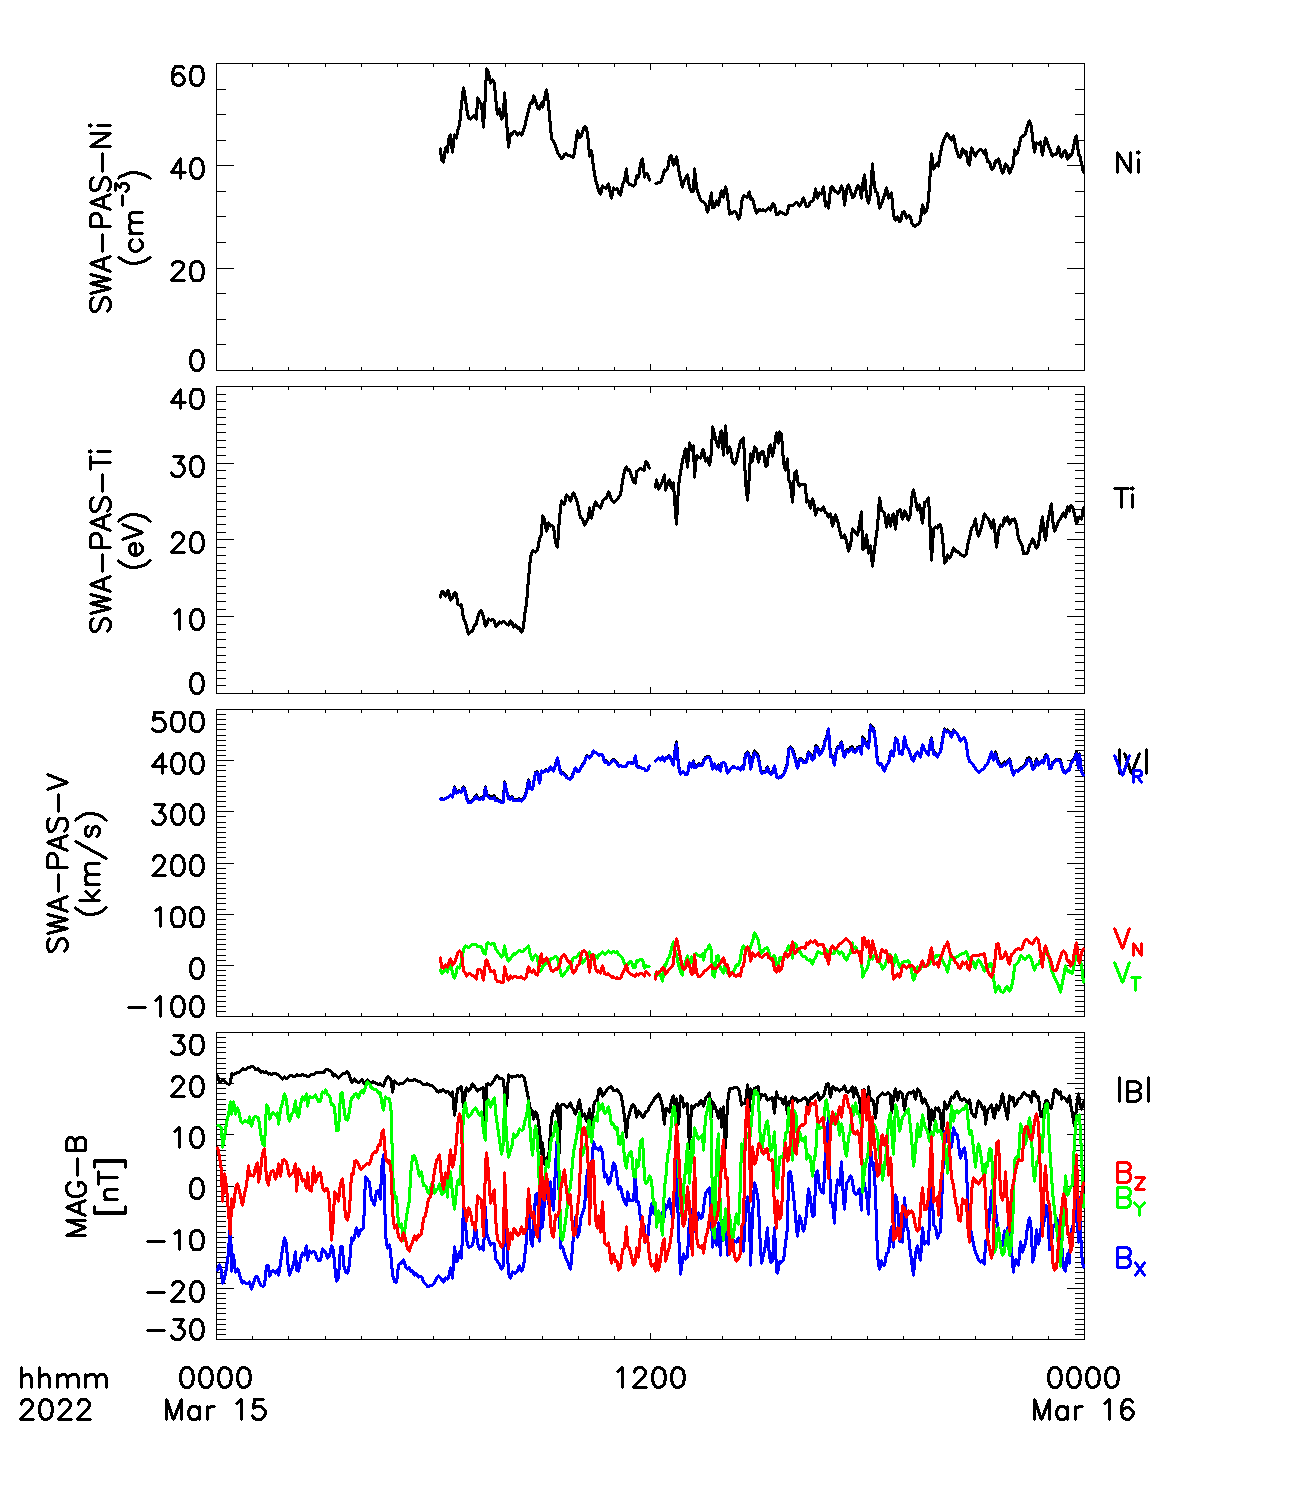 SWA-PAS-Ni
(cm⁻³)
60
40
20
0
Ni
SWA-PAS-Ti
(eV)
40
30
20
10
0
Ti
SWA-PAS-V
(km/s)
500
400
300
200
100
0
-100
|V|
V_R
V_N
V_T
MAG-B
[nT]
30
20
10
0
-10
-20
-30
|B|
B_Z
B_Y
B_X
hhmm 0000 1200 0000
2022 Mar 15 Mar 16